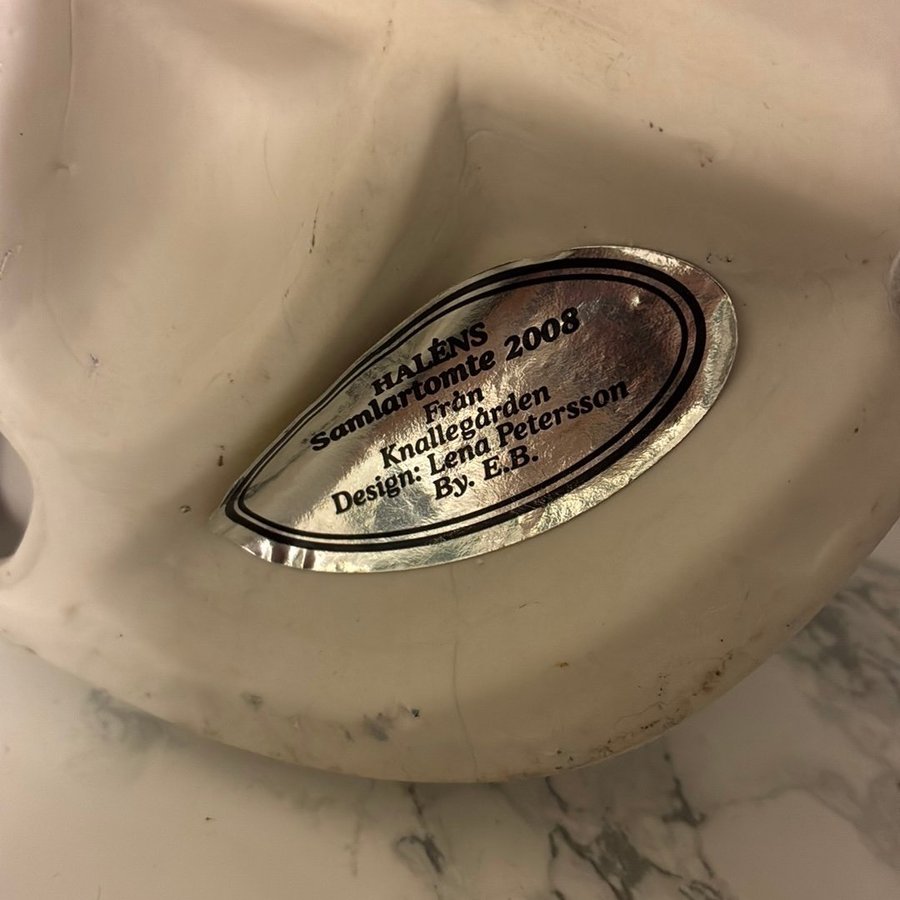 HALÉNS
Samlartomte 2008
Från
Knallegården
Design: Lena Petersson
By. E.B.